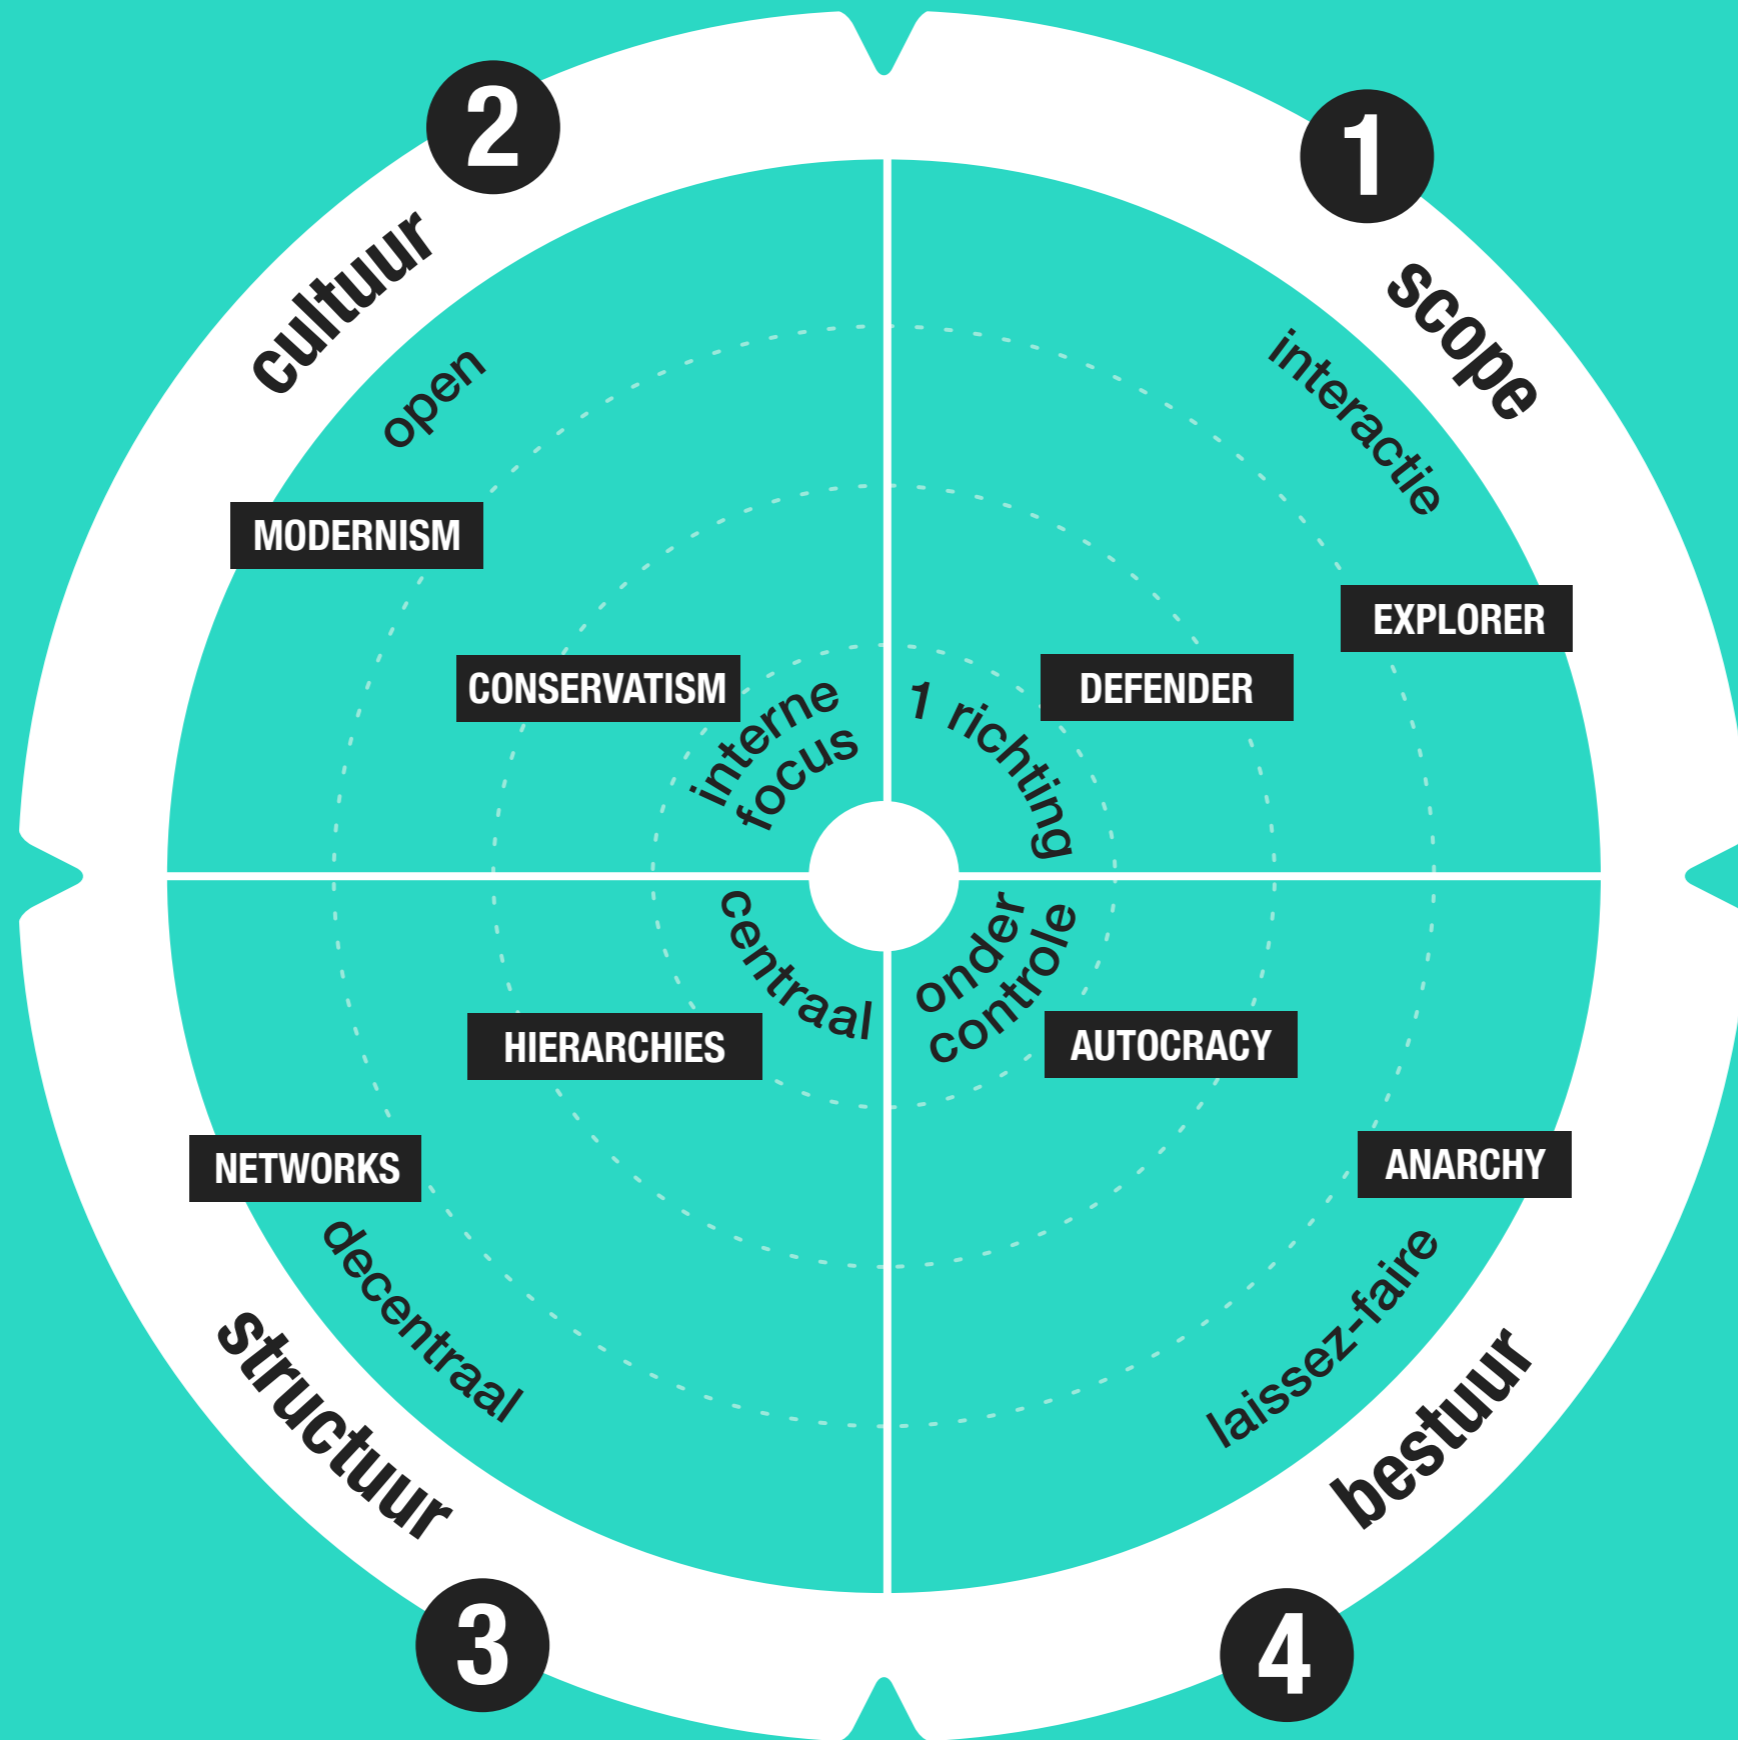 2
1
cultuur
scope
open
interactie
MODERNISM
EXPLORER
CONSERVATISM
DEFENDER
interne
focus
1 richting
centraal
onder
controle
HIERARCHIES
AUTOCRACY
NETWORKS
ANARCHY
decentraal
laissez-faire
structuur
bestuur
3
4